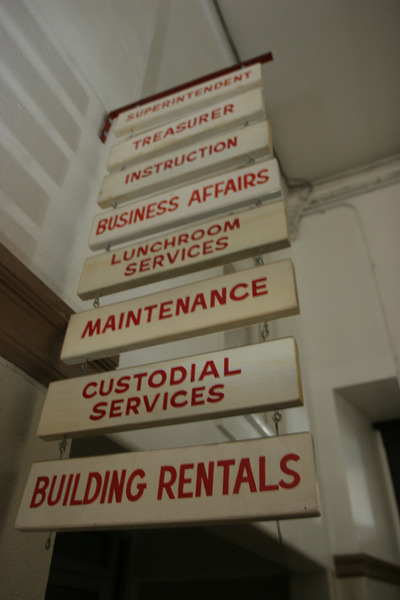 SUPERINTENDENT
TREASURER
INSTRUCTION
BUSINESS AFFAIRS
LUNCHROOM
SERVICES
MAINTENANCE
CUSTODIAL
SERVICES
BUILDING RENTALS